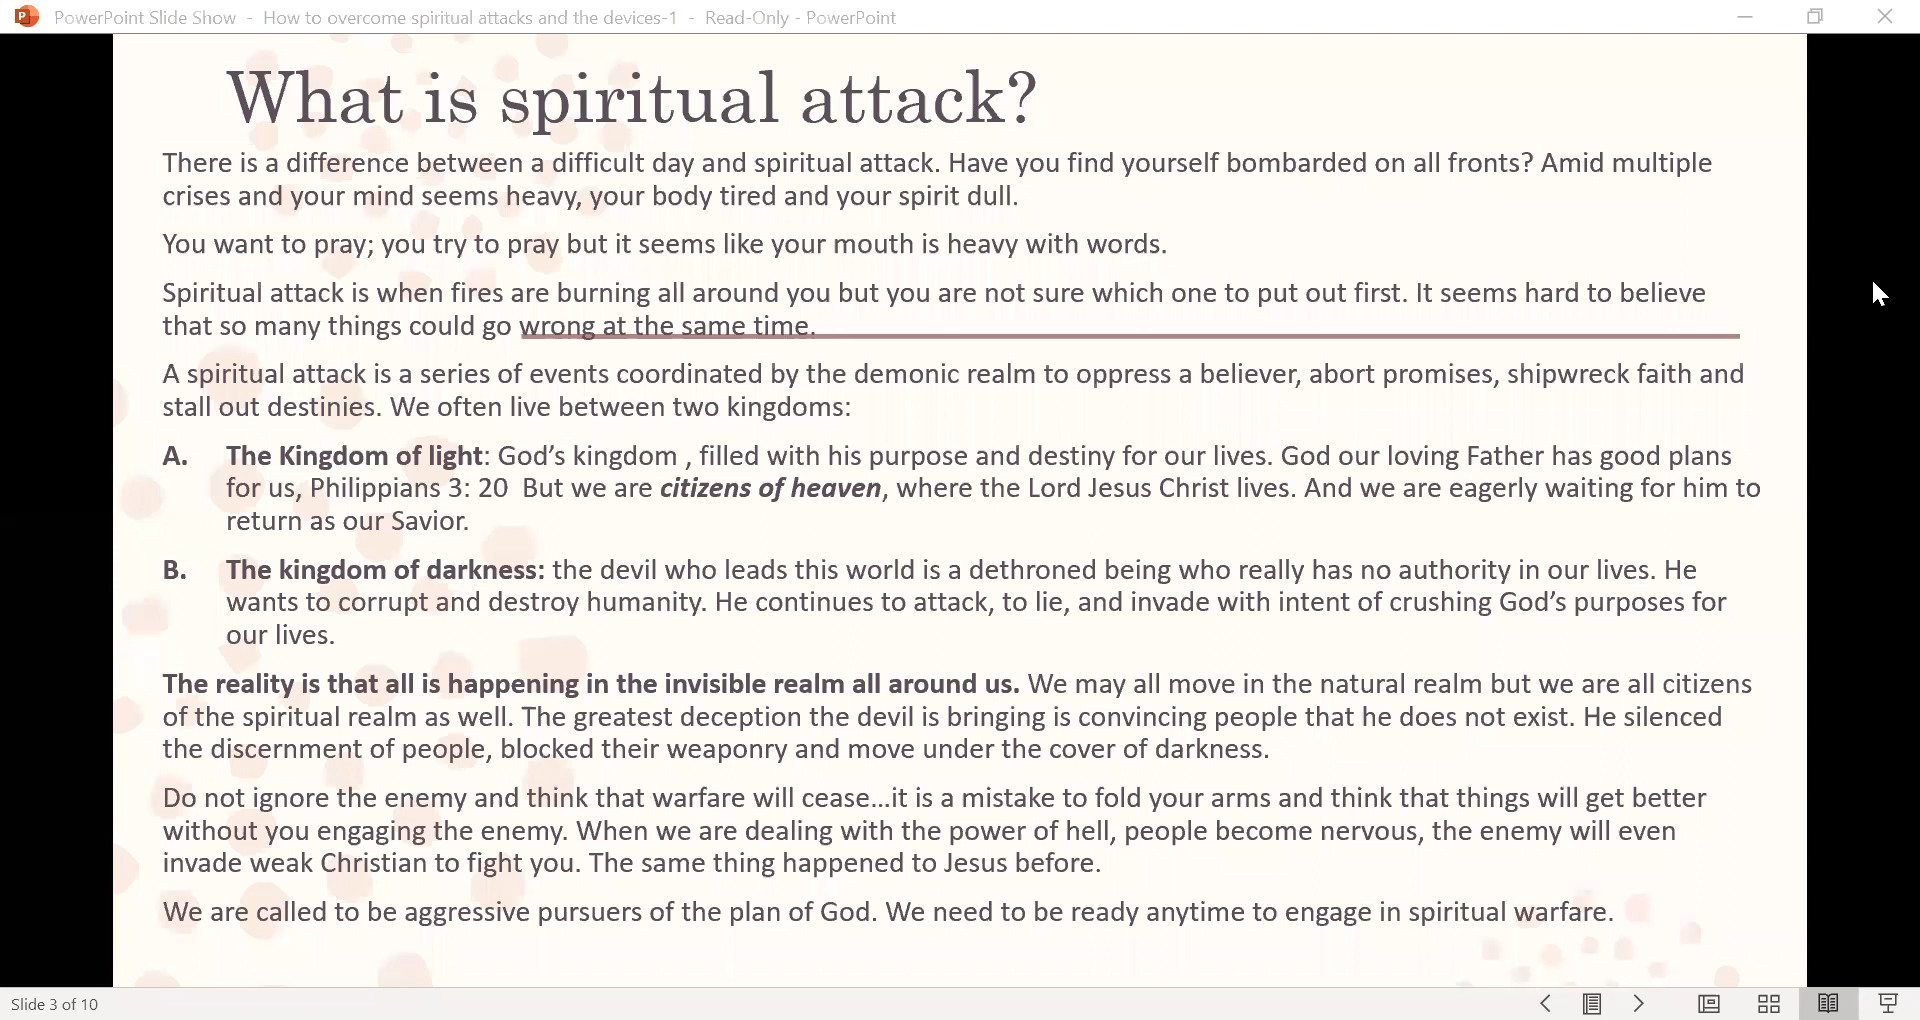 PowerPoint Slide Show - How to overcome spiritual attacks and the devices-1 - Read-Only - PowerPoint
What is spiritual attack?
There is a difference between a difficult day and spiritual attack. Have you find yourself bombarded on all fronts? Amid multiple
crises and your mind seems heavy, your body tired and your spirit dull.
You want to pray; you try to pray but it seems like your mouth is heavy with words.
Spiritual attack is when fires are burning all around you but you are not sure which one to put out first. It seems hard to believe
that so many things could go wrong at the same time.
A spiritual attack is a series of events coordinated by the demonic realm to oppress a believer, abort promises, shipwreck faith and
stall out destinies. We often live between two kingdoms:
A. The Kingdom of light: God’s kingdom , filled with his purpose and destiny for our lives. God our loving Father has good plans
for us, Philippians 3: 20 But we are citizens of heaven, where the Lord Jesus Christ lives. And we are eagerly waiting for him to
return as our Savior.
B. The kingdom of darkness: the devil who leads this world is a dethroned being who really has no authority in our lives. He
wants to corrupt and destroy humanity. He continues to attack, to lie, and invade with intent of crushing God’s purposes for
our lives.
The reality is that all is happening in the invisible realm all around us. We may all move in the natural realm but we are all citizens
of the spiritual realm as well. The greatest deception the devil is bringing is convincing people that he does not exist. He silenced
the discernment of people, blocked their weaponry and move under the cover of darkness.
Do not ignore the enemy and think that warfare will cease…it is a mistake to fold your arms and think that things will get better
without you engaging the enemy. When we are dealing with the power of hell, people become nervous, the enemy will even
invade weak Christian to fight you. The same thing happened to Jesus before.
We are called to be aggressive pursuers of the plan of God. We need to be ready anytime to engage in spiritual warfare.
Slide 3 of 10